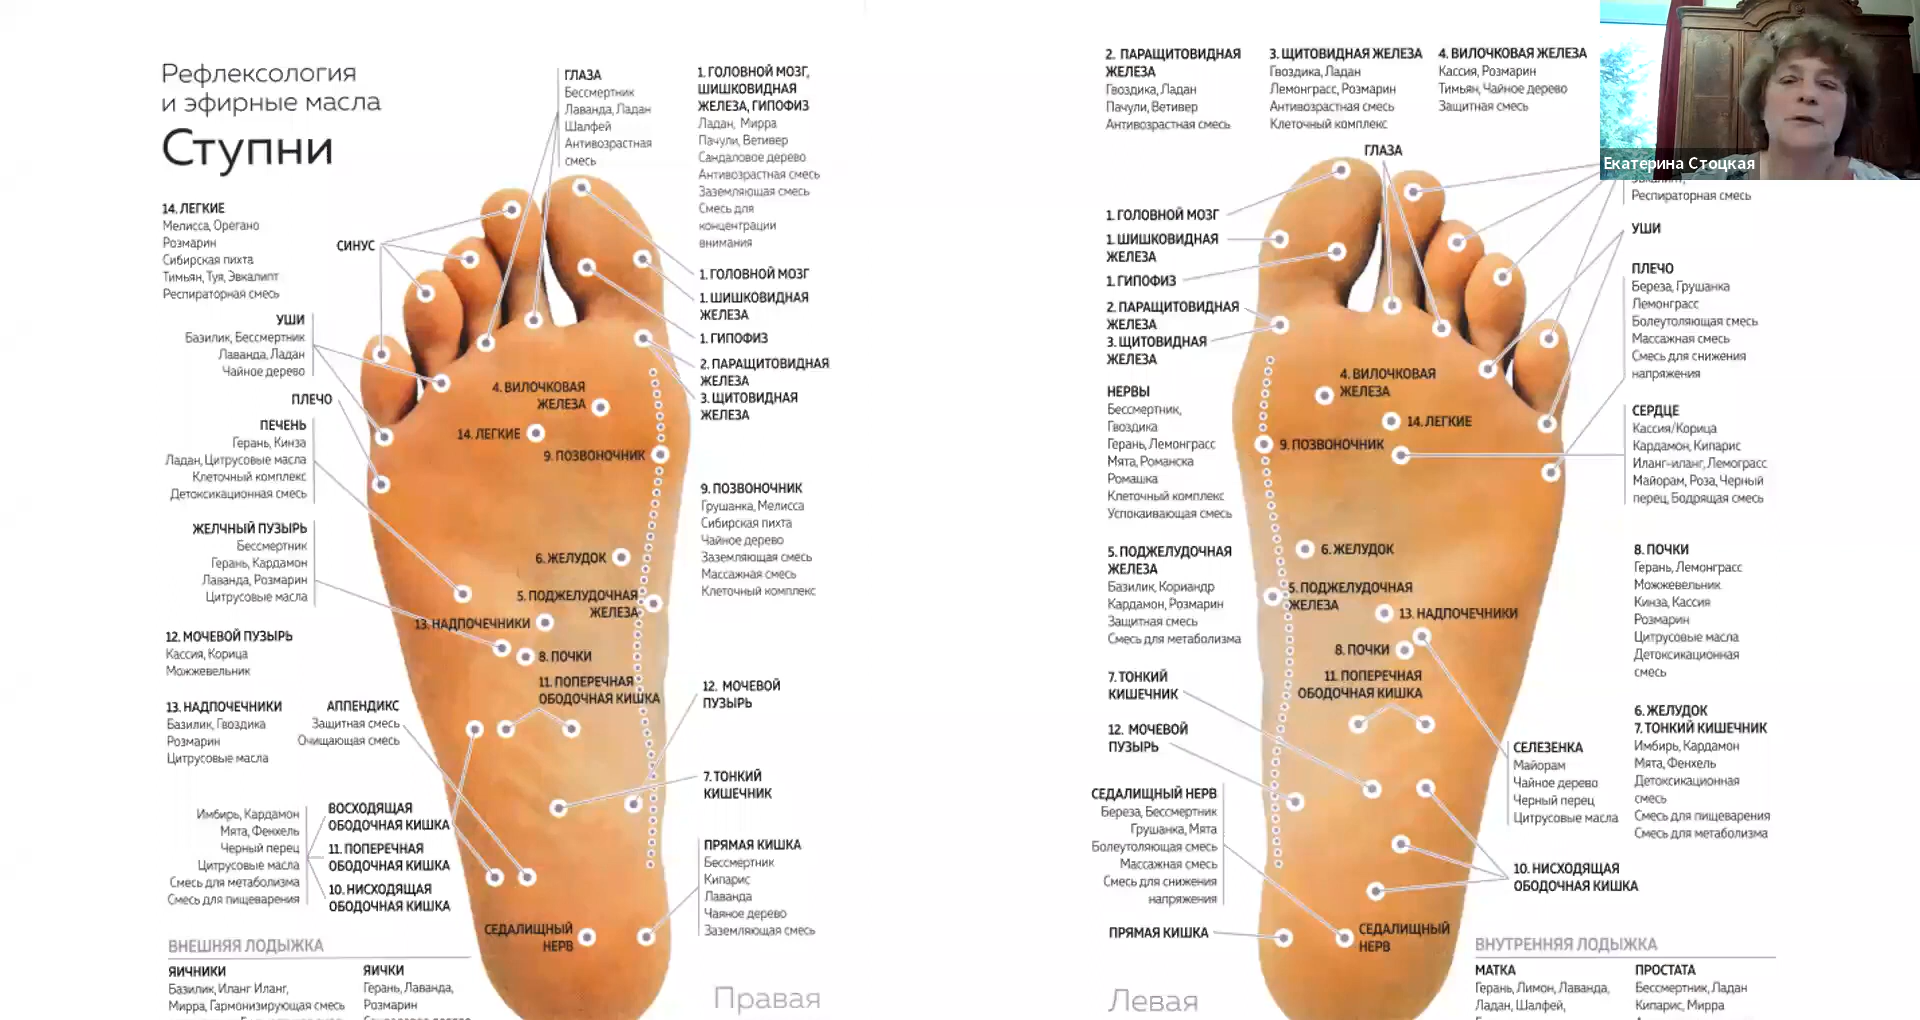 Рефлексология
и эфирные масла
Ступни
14. ЛЕГКИЕ
Мелисса, Орегано
Розмарин
Сибирская пихта
Тимьян, Туя, Эвкалипт
Респираторная смесь
СИНУС
УШИ
Базилик, Бессмертник
Лаванда, Ладан
Чайное дерево
ПЛЕЧО
ПЕЧЕНЬ
Герань, Кинза
Ладан, Цитрусовые масла
Клеточный комплекс
Детоксикационная смесь
ЖЕЛЧНЫЙ ПУЗЫРЬ
Бессмертник
Герань, Кардамон
Лаванда, Розмарин
Цитрусовые масла
12. МОЧЕВОЙ ПУЗЫРЬ
Кассия, Корица
Можжевельник
13. НАДПОЧЕЧНИКИ
Базилик, Гвоздика
Розмарин
Цитрусовые масла
АППЕНДИКС
Защитная смесь
Очищающая смесь
Имбирь, Кардамон
Мята, Фенхель
Черный перец
Цитрусовые масла
Смесь для метаболизма
Смесь для пищеварения
ВОСХОДЯЩАЯ
ОБОДОЧНАЯ КИШКА
11. ПОПЕРЕЧНАЯ
ОБОДОЧНАЯ КИШКА
10. НИСХОДЯЩАЯ
ОБОДОЧНАЯ КИШКА
ВНЕШНЯЯ ЛОДЫЖКА
ЯИЧНИКИ
Базилик, Иланг Иланг,
Мирра, Гармонизирующая смесь
ЯИЧКИ
Герань, Лаванда,
Розмарин
ГЛАЗА
Бессмертник
Лаванда, Ладан
Шалфей
Антивозрастная
смесь
1. ГОЛОВНОЙ МОЗГ,
ШИШКОВИДНАЯ
ЖЕЛЕЗА, ГИПОФИЗ
Ладан, Мирра
Пачули, Ветивер
Сандаловое дерево
Антивозрастная смесь
Заземляющая смесь
Смесь для
концентрации
внимания
1. ГОЛОВНОЙ МОЗГ
1. ШИШКОВИДНАЯ
ЖЕЛЕЗА
1. ГИПОФИЗ
2. ПАРАЩИТОВИДНАЯ
ЖЕЛЕЗА
3. ЩИТОВИДНАЯ
ЖЕЛЕЗА
4. ВИЛОЧКОВАЯ
ЖЕЛЕЗА
14. ЛЕГКИЕ
9. ПОЗВОНОЧНИК
9. ПОЗВОНОЧНИК
Грушанка, Мелисса
Сибирская пихта
Чайное дерево
Заземляющая смесь
Массажная смесь
Клеточный комплекс
6. ЖЕЛУДОК
5. ПОДЖЕЛУДОЧНАЯ
ЖЕЛЕЗА
13. НАДПОЧЕЧНИКИ
8. ПОЧКИ
11. ПОПЕРЕЧНАЯ
ОБОДОЧНАЯ КИШКА
12. МОЧЕВОЙ
ПУЗЫРЬ
7. ТОНКИЙ
КИШЕЧНИК
ПРЯМАЯ КИШКА
Бессмертник
Кипарис
Лаванда
Чаяное дерево
Заземляющая смесь
СЕДАЛИЩНЫЙ
НЕРВ
Правая
2. ПАРАЩИТОВИДНАЯ
ЖЕЛЕЗА
Гвоздика, Ладан
Пачули, Ветивер
Антивозрастная смесь
3. ЩИТОВИДНАЯ ЖЕЛЕЗА
Гвоздика, Ладан
Лемонграсс, Розмарин
Антивозрастная смесь
Клеточный комплекс
4. ВИЛОЧКОВАЯ ЖЕЛЕЗА
Кассия, Розмарин
Тимьян, Чайное дерево
Защитная смесь
Екатерина Стоцкая
Респираторная смесь
ГЛАЗА
1. ГОЛОВНОЙ МОЗГ
1. ШИШКОВИДНАЯ
ЖЕЛЕЗА
1. ГИПОФИЗ
2. ПАРАЩИТОВИДНАЯ
ЖЕЛЕЗА
3. ЩИТОВИДНАЯ
ЖЕЛЕЗА
НЕРВЫ
Бессмертник,
Гвоздика
Герань, Лемонграсс
Мята, Романска
Ромашка
Клеточный комплекс
Успокаивающая смесь
5. ПОДЖЕЛУДОЧНАЯ
ЖЕЛЕЗА
Базилик, Кориандр
Кардамон, Розмарин
Защитная смесь
Смесь для метаболизма
7. ТОНКИЙ
КИШЕЧНИК
12. МОЧЕВОЙ
ПУЗЫРЬ
СЕДАЛИЩНЫЙ НЕРВ
Береза, Бессмертник
Грушанка, Мята
Болеутоляющая смесь
Массажная смесь
Смесь для снижения
напряжения
ПРЯМАЯ КИШКА
Левая
4. ВИЛОЧКОВАЯ
ЖЕЛЕЗА
14. ЛЕГКИЕ
9. ПОЗВОНОЧНИК
6. ЖЕЛУДОК
5. ПОДЖЕЛУДОЧНАЯ
ЖЕЛЕЗА
13. НАДПОЧЕЧНИКИ
8. ПОЧКИ
11. ПОПЕРЕЧНАЯ
ОБОДОЧНАЯ КИШКА
СЕДАЛИЩНЫЙ
НЕРВ
УШИ
ПЛЕЧО
Береза, Грушанка
Лемонграсс
Болеутоляющая смесь
Массажная смесь
Смесь для снижения
напряжения
СЕРДЦЕ
Кассия/Корица
Кардамон, Кипарис
Иланг-иланг, Лемограсс
Майорам, Роза, Черный
перец, Бодрящая смесь
8. ПОЧКИ
Герань, Лемонграсс
Можжевельник
Кинза, Кассия
Розмарин
Цитрусовые масла
Детоксикационная
смесь
6. ЖЕЛУДОК
7. ТОНКИЙ КИШЕЧНИК
Имбирь, Кардамон
Мята, Фенхель
Детоксикационная
смесь
Смесь для пищеварения
Смесь для метаболизма
СЕЛЕЗЕНКА
Майорам
Чайное дерево
Черный перец
Цитрусовые масла
10. НИСХОДЯЩАЯ
ОБОДОЧНАЯ КИШКА
ВНУТРЕННЯЯ ЛОДЫЖКА
МАТКА
Герань, Лимон, Лаванда,
Ладан, Шалфей,
ПРОСТАТА
Бессмертник, Ладан
Кипарис, Мирра